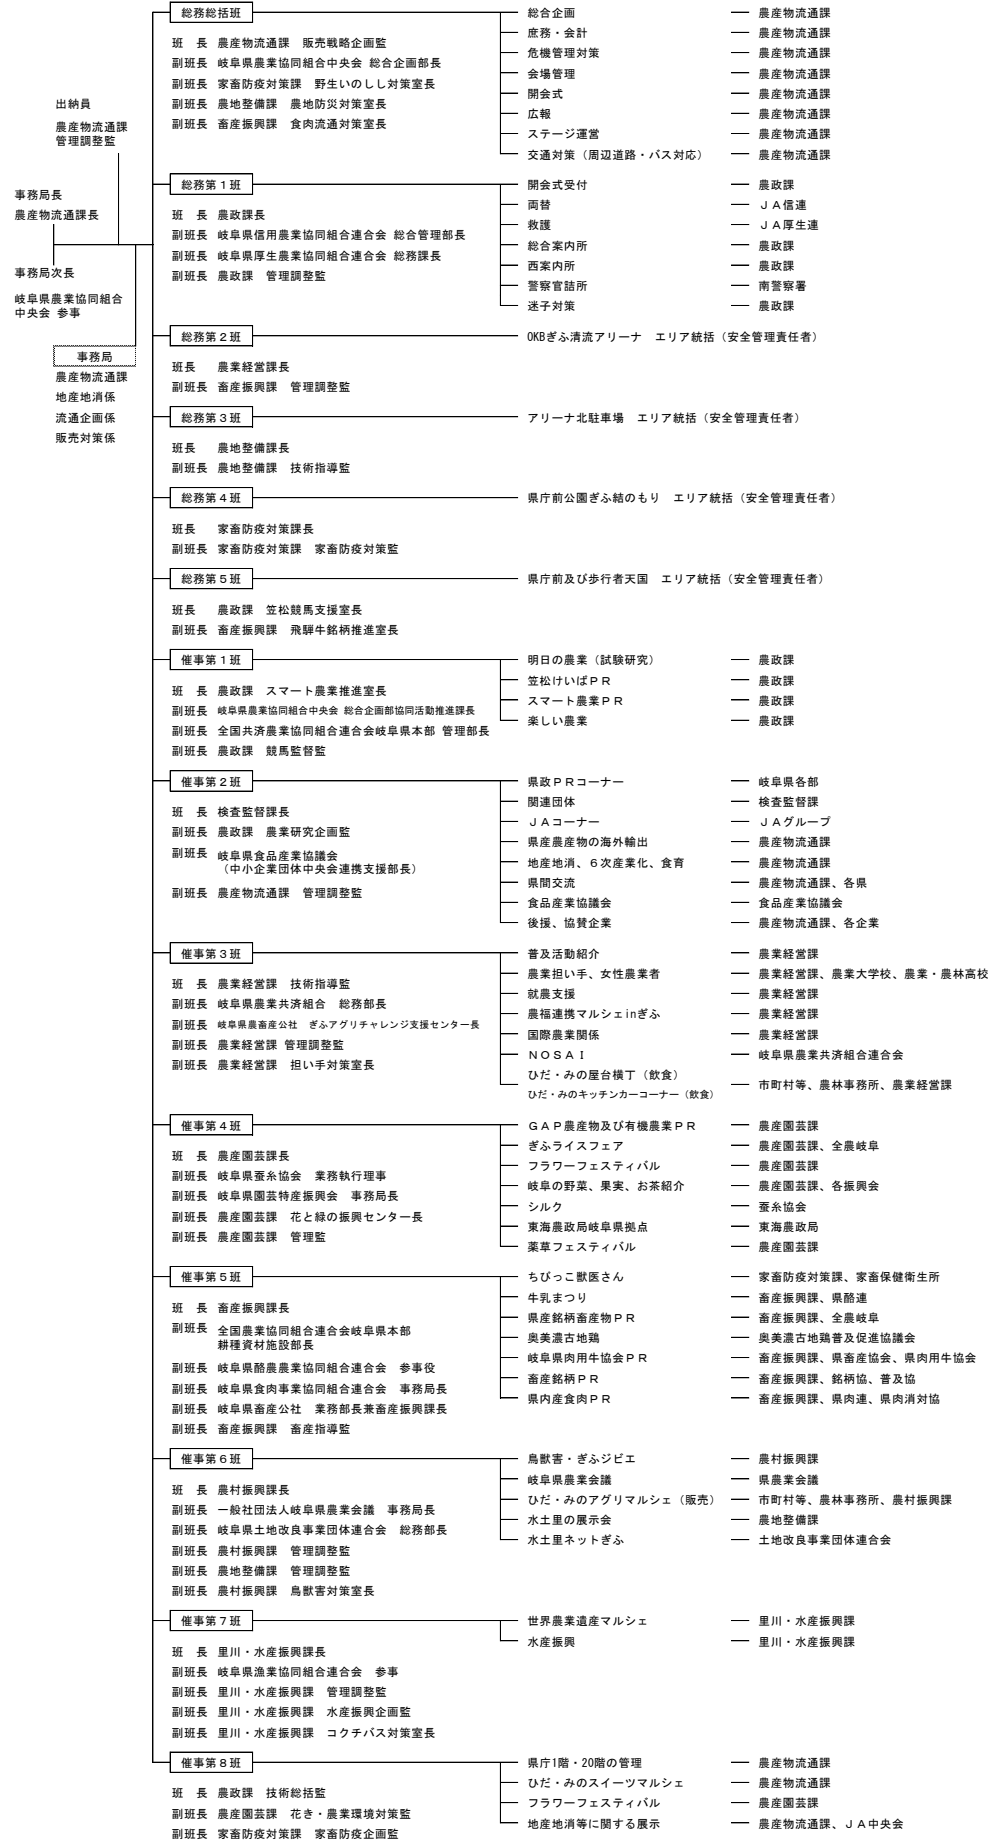 出納員
農産物流通課
管理調整監
事務局長
農産物流通課長
事務局次長
岐阜県農業協同組合
中央会 参事
事務局
農産物流通課
地産地消係
流通企画係
販売対策係
総務総括班
班　長 農産物流通課　販売戦略企画監
副班長 岐阜県農業協同組合中央会 総合企画部長
副班長 家畜防疫対策課　野生いのしし対策室長
副班長 農地整備課　農地防災対策室長
副班長 畜産振興課　食肉流通対策室長
総合企画 農産物流通課
庶務・会計 農産物流通課
危機管理対策 農産物流通課
会場管理 農産物流通課
開会式 農産物流通課
広報 農産物流通課
ステージ運営 農産物流通課
交通対策（周辺道路・バス対応） 農産物流通課
総務第１班
班　長 農政課長
副班長 岐阜県信用農業協同組合連合会 総合管理部長
副班長 岐阜県厚生農業協同組合連合会 総務課長
副班長 農政課　管理調整監
開会式受付 農政課
両替 ＪＡ信連
救護 ＪＡ厚生連
総合案内所 農政課
西案内所 農政課
警察官詰所 南警察署
迷子対策 農政課
総務第２班
班長 農業経営課長
副班長 畜産振興課　管理調整監
OKBぎふ清流アリーナ　エリア統括（安全管理責任者）
総務第３班
班長 農地整備課長
副班長 農地整備課　技術指導監
アリーナ北駐車場　エリア統括（安全管理責任者）
総務第４班
班長 家畜防疫対策課長
副班長 家畜防疫対策課　家畜防疫対策監
県庁前公園ぎふ結のもり　エリア統括（安全管理責任者）
総務第５班
班長 農政課　笠松競馬支援室長
副班長 畜産振興課　飛騨牛銘柄推進室長
県庁前及び歩行者天国　エリア統括（安全管理責任者）
催事第１班
班　長 農政課　スマート農業推進室長
副班長 岐阜県農業協同組合中央会 総合企画部協同活動推進課長
副班長 全国共済農業協同組合連合会岐阜県本部 管理部長
副班長 農政課　競馬監督監
明日の農業（試験研究） 農政課
笠松けいばＰＲ 農政課
スマート農業ＰＲ 農政課
楽しい農業 農政課
催事第２班
班　長 検査監督課長
副班長 農政課　農業研究企画監
副班長 岐阜県食品産業協議会
（中小企業団体中央会連携支援部長）
副班長 農産物流通課　管理調整監
県政ＰＲコーナー 岐阜県各部
関連団体 検査監督課
ＪＡコーナー ＪＡグループ
県産農産物の海外輸出 農産物流通課
地産地消、６次産業化、食育 農産物流通課
県間交流 農産物流通課、各県
食品産業協議会 食品産業協議会
後援、協賛企業 農産物流通課、各企業
催事第３班
班　長 農業経営課　技術指導監
副班長 岐阜県農業共済組合　総務部長
副班長 岐阜県農畜産公社　ぎふアグリチャレンジ支援センター長
副班長 農業経営課 管理調整監
副班長 農業経営課　担い手対策室長
普及活動紹介 農業経営課
農業担い手、女性農業者 農業経営課、農業大学校、農業・農林高校
就農支援 農業経営課
農福連携マルシェinぎふ 農業経営課
国際農業関係 農業経営課
ＮＯＳＡＩ 岐阜県農業共済組合連合会
ひだ・みの屋台横丁（飲食）
ひだ・みのキッチンカーコーナー（飲食） 市町村等、農林事務所、農業経営課
催事第４班
班　長 農産園芸課長
副班長 岐阜県蚕糸協会　業務執行理事
副班長 岐阜県園芸特産振興会　事務局長
副班長 農産園芸課　花と緑の振興センター長
副班長 農産園芸課　管理監
ＧＡＰ農産物及び有機農業ＰＲ 農産園芸課
ぎふライスフェア 農産園芸課、全農岐阜
フラワーフェスティバル 農産園芸課
岐阜の野菜、果実、お茶紹介 農産園芸課、各振興会
シルク 蚕糸協会
東海農政局岐阜県拠点 東海農政局
薬草フェスティバル 農産園芸課
催事第５班
班　長 畜産振興課長
副班長 全国農業協同組合連合会岐阜県本部
耕種資材施設部長
副班長 岐阜県酪農農業協同組合連合会　参事役
副班長 岐阜県食肉事業協同組合連合会　事務局長
副班長 岐阜県畜産公社　業務部長兼畜産振興課長
副班長 畜産振興課　畜産指導監
ちびっこ獣医さん 家畜防疫対策課、家畜保健衛生所
牛乳まつり 畜産振興課、県酪連
県産銘柄畜産物ＰＲ 畜産振興課、全農岐阜
奥美濃古地鶏 奥美濃古地鶏普及促進協議会
岐阜県肉用牛協会ＰＲ 畜産振興課、県畜産協会、県肉用牛協会
畜産銘柄ＰＲ 畜産振興課、銘柄協、普及協
県内産食肉ＰＲ 畜産振興課、県肉連、県肉消対協
催事第６班
班　長 農村振興課長
副班長 一般社団法人岐阜県農業会議　事務局長
副班長 岐阜県土地改良事業団体連合会　総務部長
副班長 農村振興課　管理調整監
副班長 農地整備課　管理調整監
副班長 農村振興課　鳥獣害対策室長
鳥獣害・ぎふジビエ 農村振興課
岐阜県農業会議 県農業会議
ひだ・みのアグリマルシェ（販売） 市町村等、農林事務所、農村振興課
水土里の展示会 農地整備課
水土里ネットぎふ 土地改良事業団体連合会
催事第７班
班　長 里川・水産振興課長
副班長 岐阜県漁業協同組合連合会　参事
副班長 里川・水産振興課　管理調整監
副班長 里川・水産振興課　水産振興企画監
副班長 里川・水産振興課　コクチバス対策室長
世界農業遺産マルシェ 里川・水産振興課
水産振興 里川・水産振興課
催事第８班
班　長 農政課　技術総括監
副班長 農産園芸課　花き・農業環境対策監
副班長 家畜防疫対策課　家畜防疫企画監
県庁1階・20階の管理 農産物流通課
ひだ・みのスイーツマルシェ 農産物流通課
フラワーフェスティバル 農産園芸課
地産地消等に関する展示 農産物流通課、ＪＡ中央会